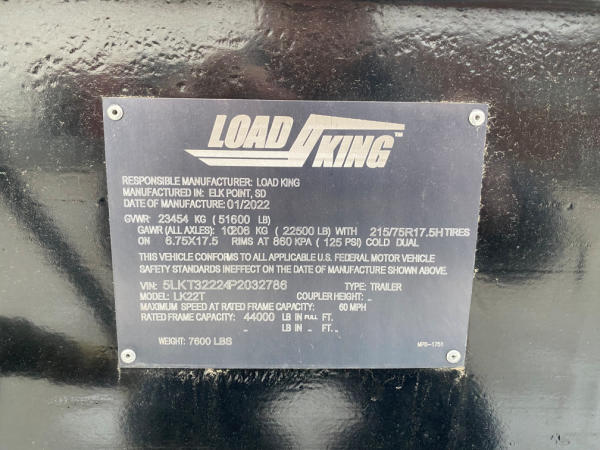 LOAD KING™
RESPONSIBLE MANUFACTURER: LOAD KING
MANUFACTURED IN: ELK POINT, SD
DATE OF MANUFACTURE: 01/2022
GVWR: 23454 KG (51600 LB)
GAWR (ALL AXLES): 10206 KG (22500 LB) WITH 215/75R17.5H TIRES
ON 6.75X17.5 RIMS AT 860 KPA (125 PSI) COLD DUAL
THIS VEHICLE CONFORMS TO ALL APPLICABLE U.S. FEDERAL MOTOR VEHICLE
SAFETY STANDARDS INEFFECT ON THE DATE OF MANUFACTURE SHOWN ABOVE.
VIN: 5LKT32224P2032786 TYPE: TRAILER
MODEL: LK22T COUPLER HEIGHT: _
MAXIMUM SPEED AT RATED FRAME CAPACITY: 60 MPH
RATED FRAME CAPACITY: 44000 LB IN FULL FT.
_ LB IN _ FT.
WEIGHT: 7600 LBS MPS-1751